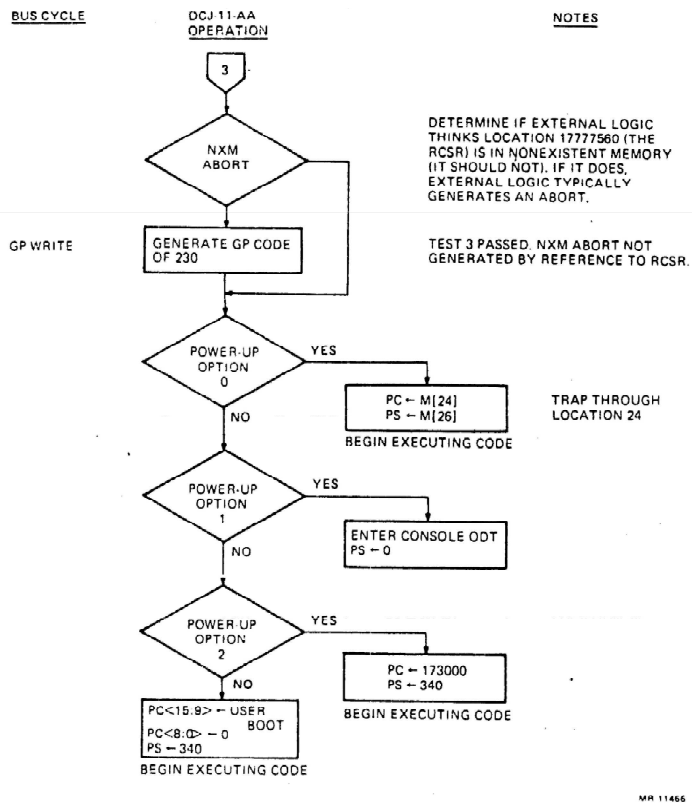 BUS CYCLE
DCJ-11-AA
OPERATION
NOTES
3
NXM
ABORT
DETERMINE IF EXTERNAL LOGIC
THINKS LOCATION 17777560 (THE
RCSR) IS IN NONEXISTENT MEMORY
(IT SHOULD NOT). IF IT DOES,
EXTERNAL LOGIC TYPICALLY
GENERATES AN ABORT.
GP WRITE
GENERATE GP CODE
OF 230
TEST 3 PASSED. NXM ABORT NOT
GENERATED BY REFERENCE TO RCSR.
POWER-UP
OPTION
0
YES
NO
PC ← M[24]
PS ← M[26]
BEGIN EXECUTING CODE
TRAP THROUGH
LOCATION 24
POWER-UP
OPTION
1
YES
NO
ENTER CONSOLE ODT
PS ← 0
POWER-UP
OPTION
2
YES
NO
PC ← 173000
PS ← 340
BEGIN EXECUTING CODE
PC<15:9> ← USER
BOOT
PC<8:0> ← 0
PS ← 340
BEGIN EXECUTING CODE
MR 11466